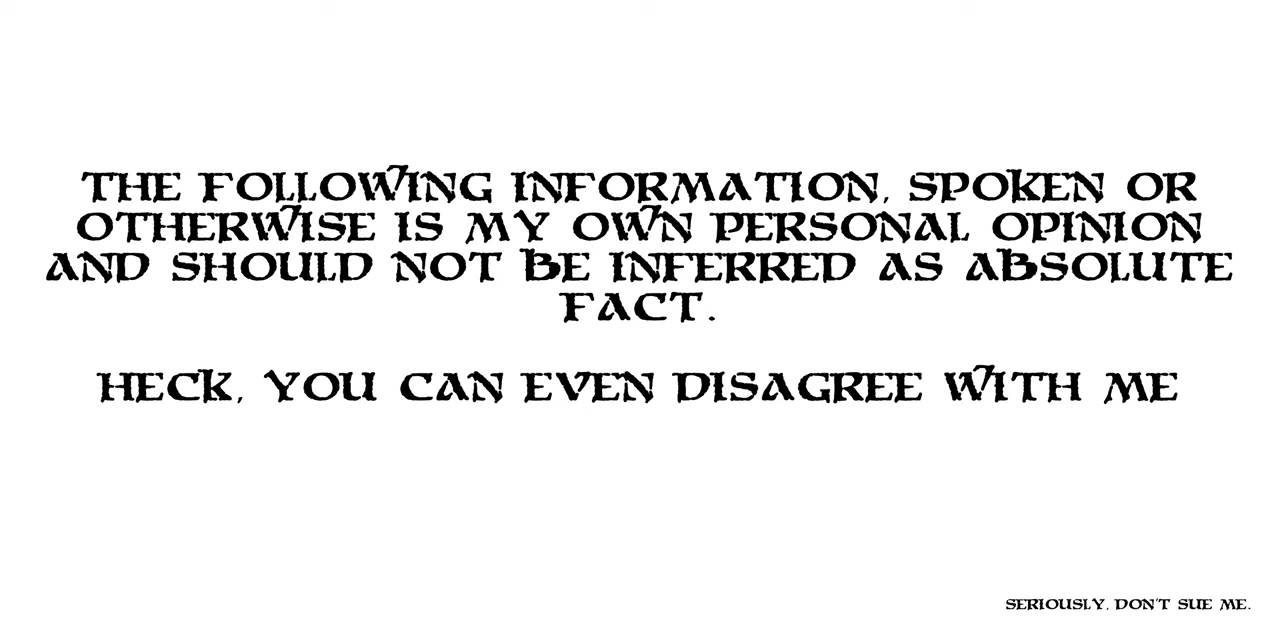 THE FOLLOWING INFORMATION, SPOKEN OR
OTHERWISE IS MY OWN PERSONAL OPINION
AND SHOULD NOT BE INFERRED AS ABSOLUTE
FACT.
HECK, YOU CAN EVEN DISAGREE WITH ME
SERIOUSLY, DON'T SUE ME.